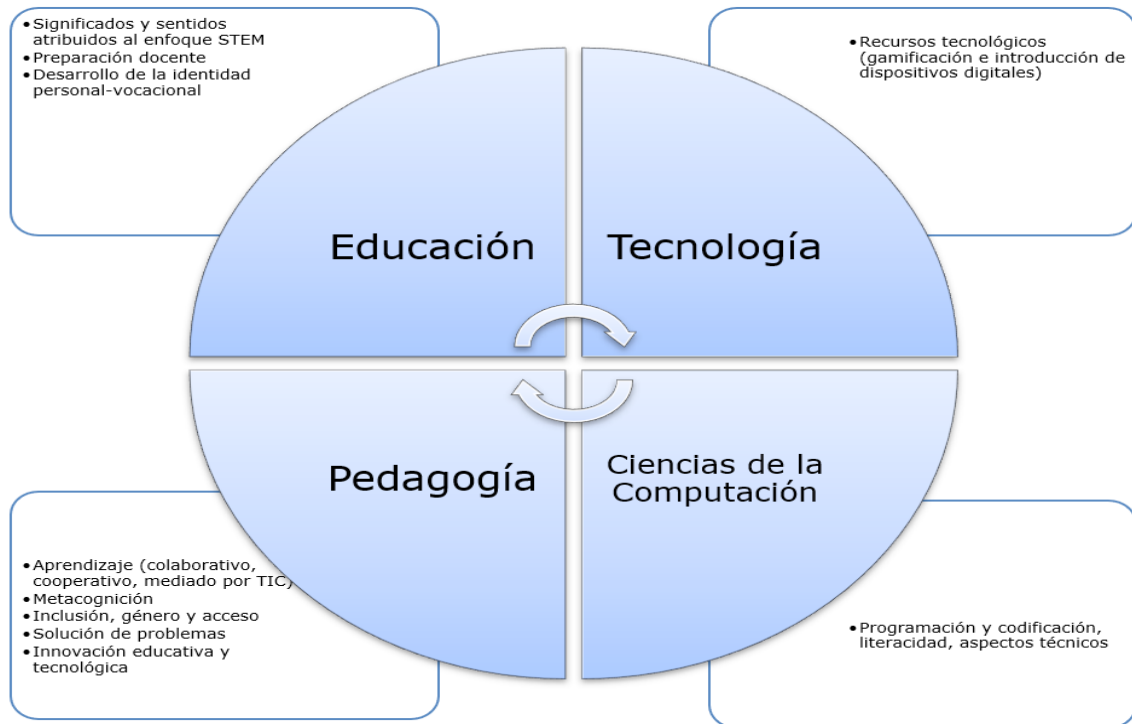 •Significados y sentidos
atribuidos al enfoque STEM
•Preparación docente
•Desarrollo de la identidad
personal-vocacional
•Recursos tecnológicos
(gamificación e introducción de
dispositivos digitales)
Educación
Tecnología
Pedagogía
Ciencias de la
Computación
•Aprendizaje (colaborativo,
cooperativo, mediado por TIC)
•Metacognición
•Inclusión, género y acceso
•Solución de problemas
•Innovación educativa y
tecnológica
•Programación y codificación,
literacidad, aspectos técnicos